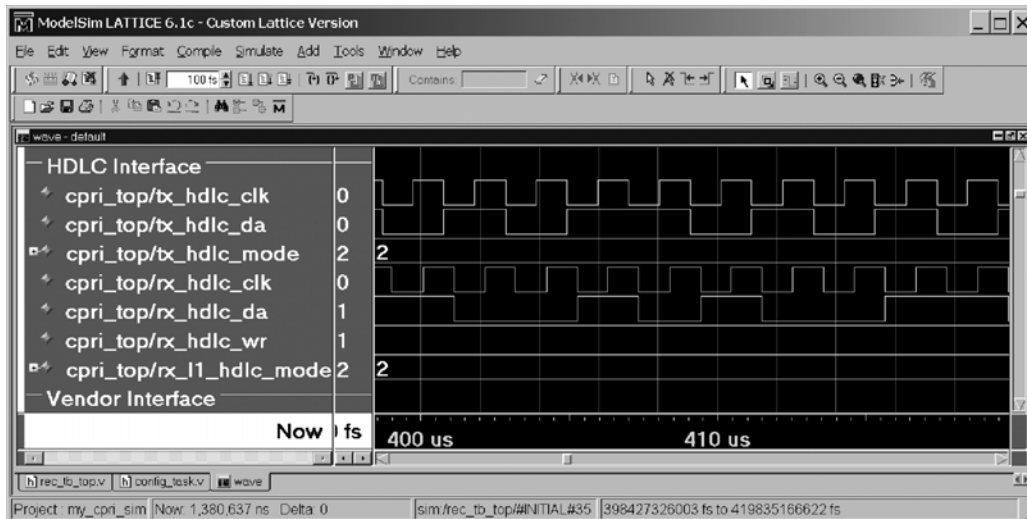 ModelSim LATTICE 6.1c - Custom Lattice Version
File Edit View Format Compile Simulate Add Tools Window Help
100 fs Contains:
wave - default
HDLC Interface
cpri_top/tx_hdlc_clk 0
cpri_top/tx_hdlc_da 0
cpri_top/tx_hdlc_mode 2 2
cpri_top/rx_hdlc_clk 0
cpri_top/rx_hdlc_da 1
cpri_top/rx_hdlc_wr 1
cpri_top/rx_l1_hdlc_mode 2 2
Vendor Interface
Now fs 400 us 410 us
rec_tb_top.v config_task.v wave
Project : my_cpri_sim Now: 1,380,637 ns Delta: 0 sim:/rec_tb_top/#INITIAL#35 398427326003 fs to 419835166622 fs